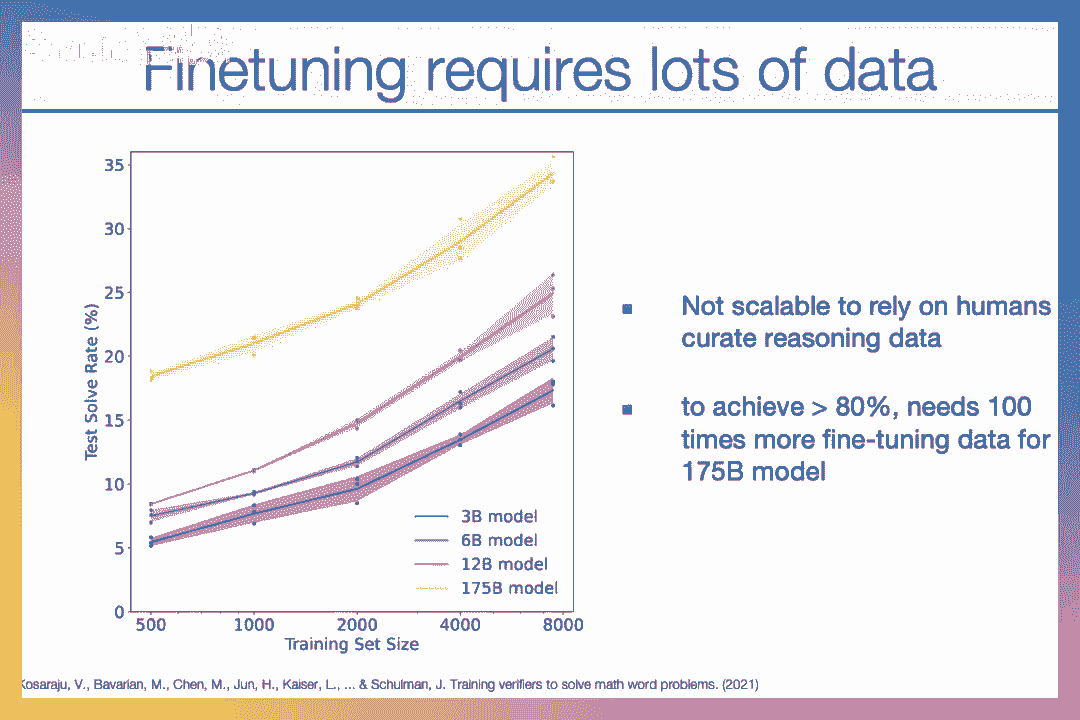 Finetuning requires lots of data
35
30
25
20
15
10
5
0
Test Solve Rate (%)
500 1000 2000 4000 8000
Training Set Size
3B model
6B model
12B model
175B model
Not scalable to rely on humans
curate reasoning data
to achieve > 80%, needs 100
times more fine-tuning data for
175B model
Kosaraju, V., Bavarian, M., Chen, M., Jun, H., Kaiser, L., ... & Schulman, J. Training verifiers to solve math word problems. (2021)